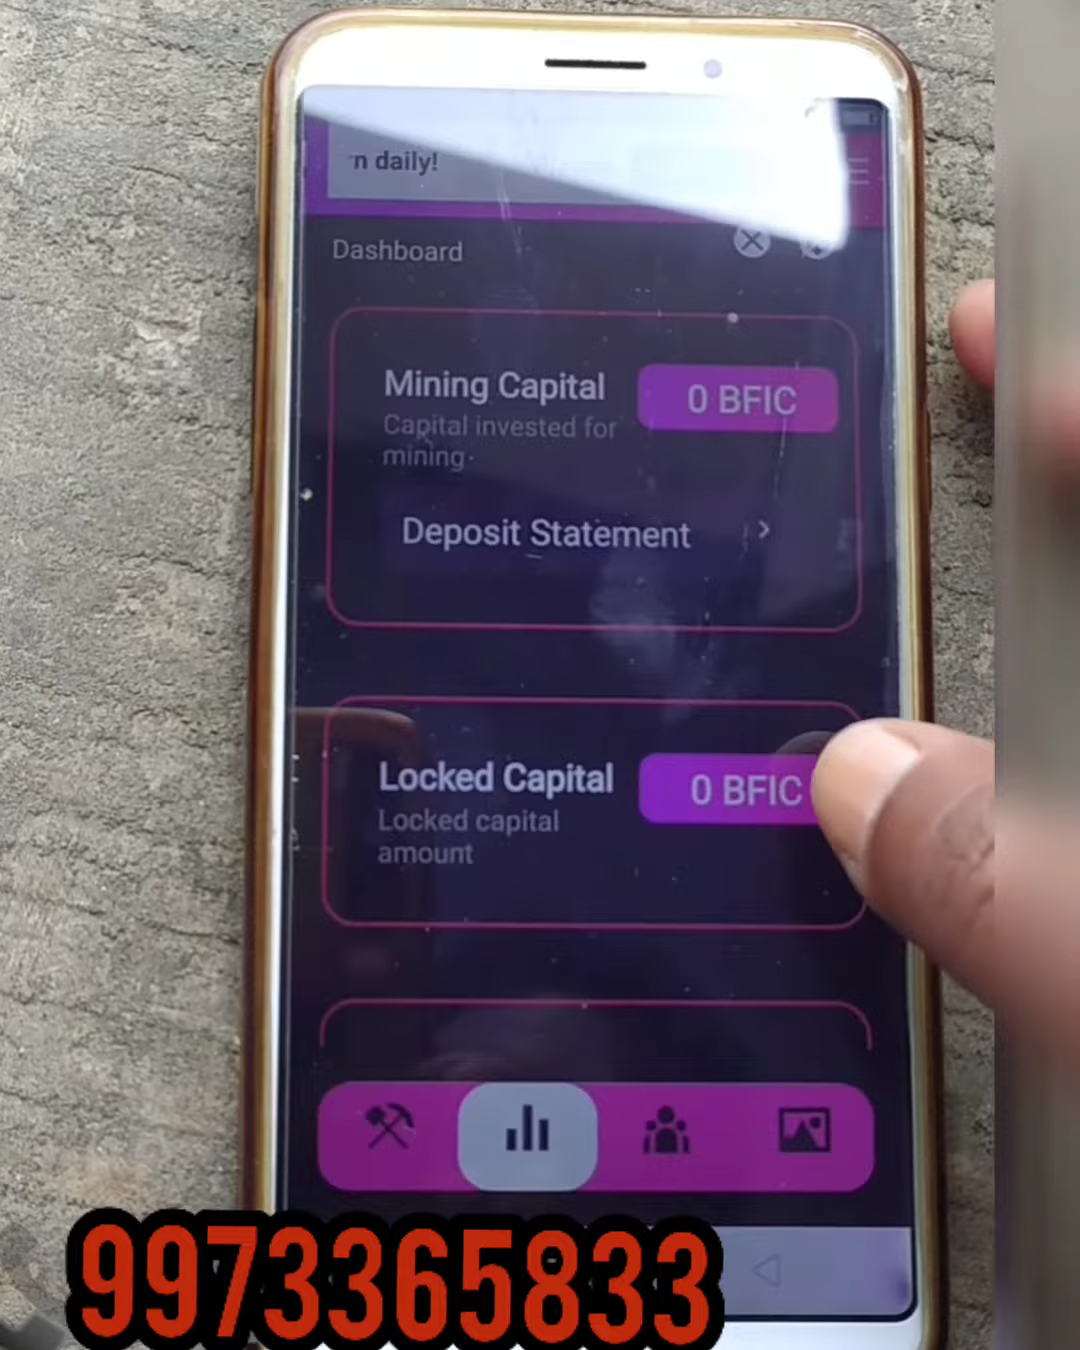 n daily!
Dashboard
Mining Capital
0 BFIC
Capital invested for
mining
Deposit Statement
Locked Capital
0 BFIC
Locked capital
amount
9973365833